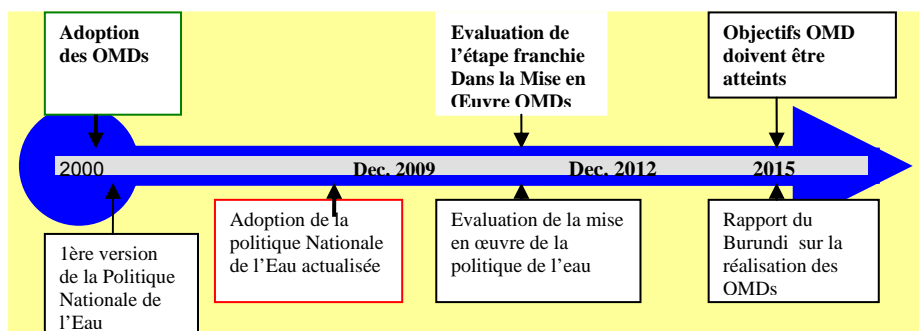 Adoption
des OMDs
Evaluation de
l'étape franchie
Dans la Mise en
Œuvre OMDs
Objectifs OMD
doivent être
atteints
2000
Dec. 2009
Dec. 2012
2015
1ère version
de la Politique
Nationale de
l'Eau
Adoption de la
politique Nationale
de l'Eau actualisée
Evaluation de la mise
en œuvre de la
politique de l'eau
Rapport du
Burundi sur la
réalisation des
OMDs